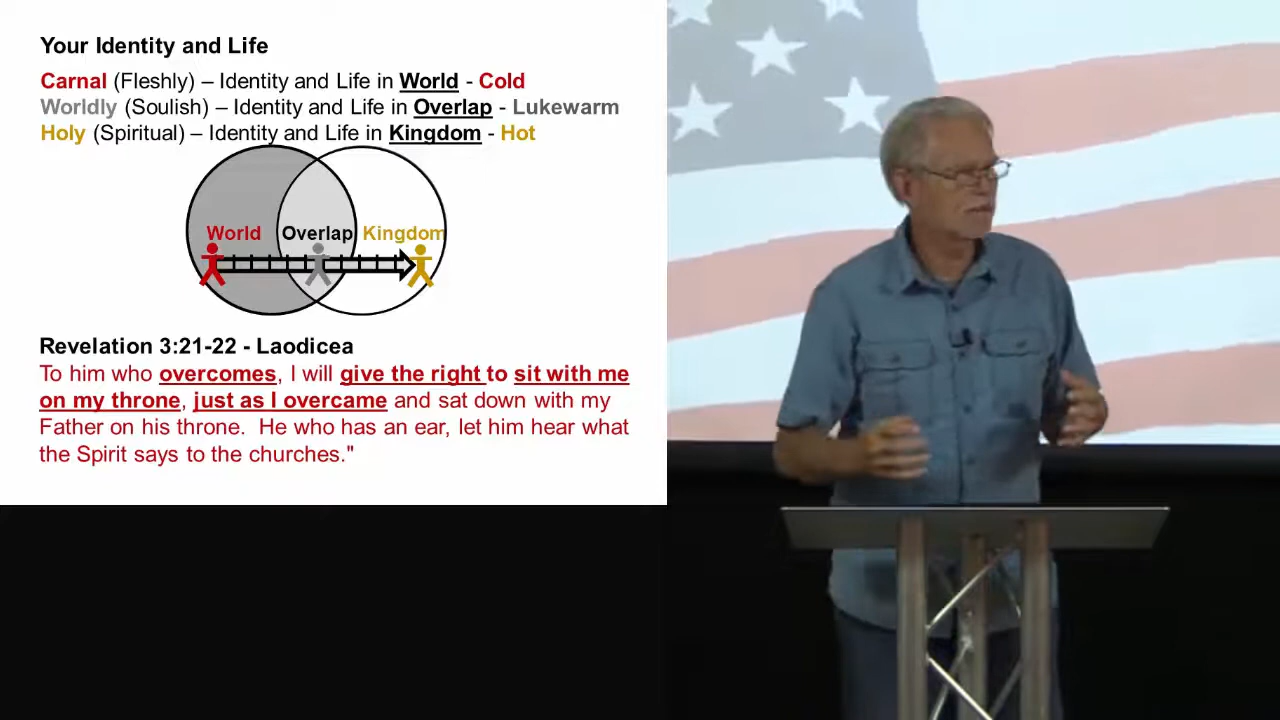 Your Identity and Life
Carnal (Fleshly) – Identity and Life in World - Cold
Worldly (Soulish) – Identity and Life in Overlap - Lukewarm
Holy (Spiritual) – Identity and Life in Kingdom - Hot
World Overlap Kingdom
Revelation 3:21-22 - Laodicea
To him who overcomes, I will give the right to sit with me
on my throne, just as I overcame and sat down with my
Father on his throne.  He who has an ear, let him hear what
the Spirit says to the churches."